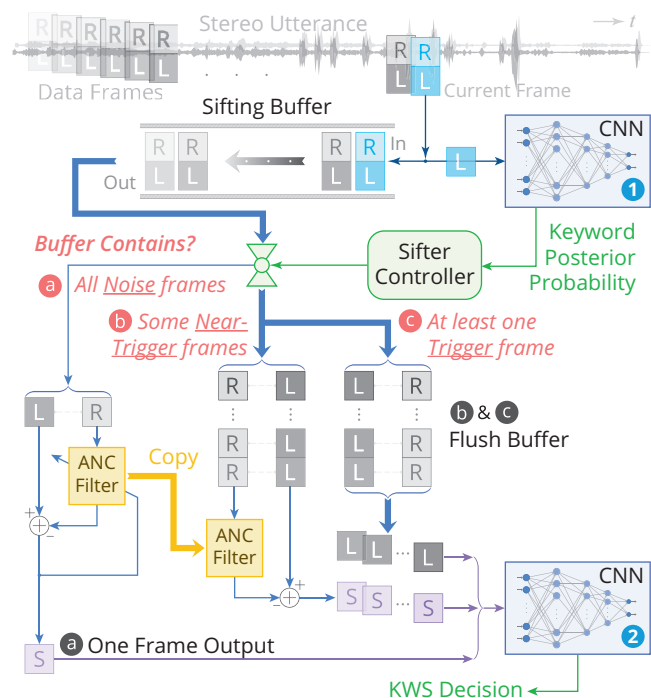 Stereo Utterance
t
R R R R R R
L L L L L L
R R
L L
. . .
Data Frames
Current Frame
Sifting Buffer
CNN
In
R R R R
L L L L
L
Out
1
Buffer Contains?
Sifter
Controller
Keyword
Posterior
Probability
a All Noise frames
b Some Near-
Trigger frames
c At least one
Trigger frame
R L L R
L R
b & c
Flush Buffer
R L L R
R L L R
ANC
Filter
Copy
ANC
Filter
+
−
L L ... L
+
−
S S ... S
CNN
2
a One Frame Output
S
KWS Decision